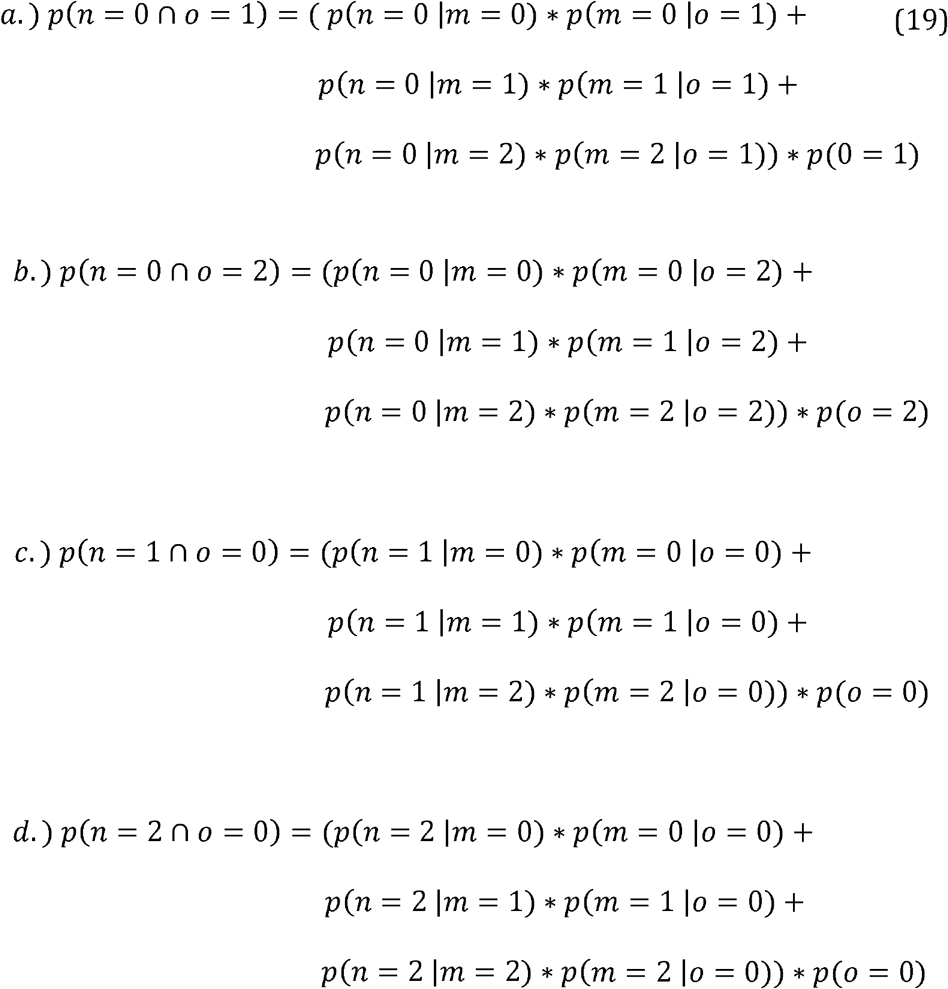 a.) p(n = 0 ∩ o = 1) = ( p(n = 0 |m = 0) ∗ p(m = 0 |o = 1) + (19)
p(n = 0 |m = 1) ∗ p(m = 1 |o = 1) +
p(n = 0 |m = 2) ∗ p(m = 2 |o = 1)) ∗ p(0 = 1)
b.) p(n = 0 ∩ o = 2) = (p(n = 0 |m = 0) ∗ p(m = 0 |o = 2) +
p(n = 0 |m = 1) ∗ p(m = 1 |o = 2) +
p(n = 0 |m = 2) ∗ p(m = 2 |o = 2)) ∗ p(o = 2)
c.) p(n = 1 ∩ o = 0) = (p(n = 1 |m = 0) ∗ p(m = 0 |o = 0) +
p(n = 1 |m = 1) ∗ p(m = 1 |o = 0) +
p(n = 1 |m = 2) ∗ p(m = 2 |o = 0)) ∗ p(o = 0)
d.) p(n = 2 ∩ o = 0) = (p(n = 2 |m = 0) ∗ p(m = 0 |o = 0) +
p(n = 2 |m = 1) ∗ p(m = 1 |o = 0) +
p(n = 2 |m = 2) ∗ p(m = 2 |o = 0)) ∗ p(o = 0)